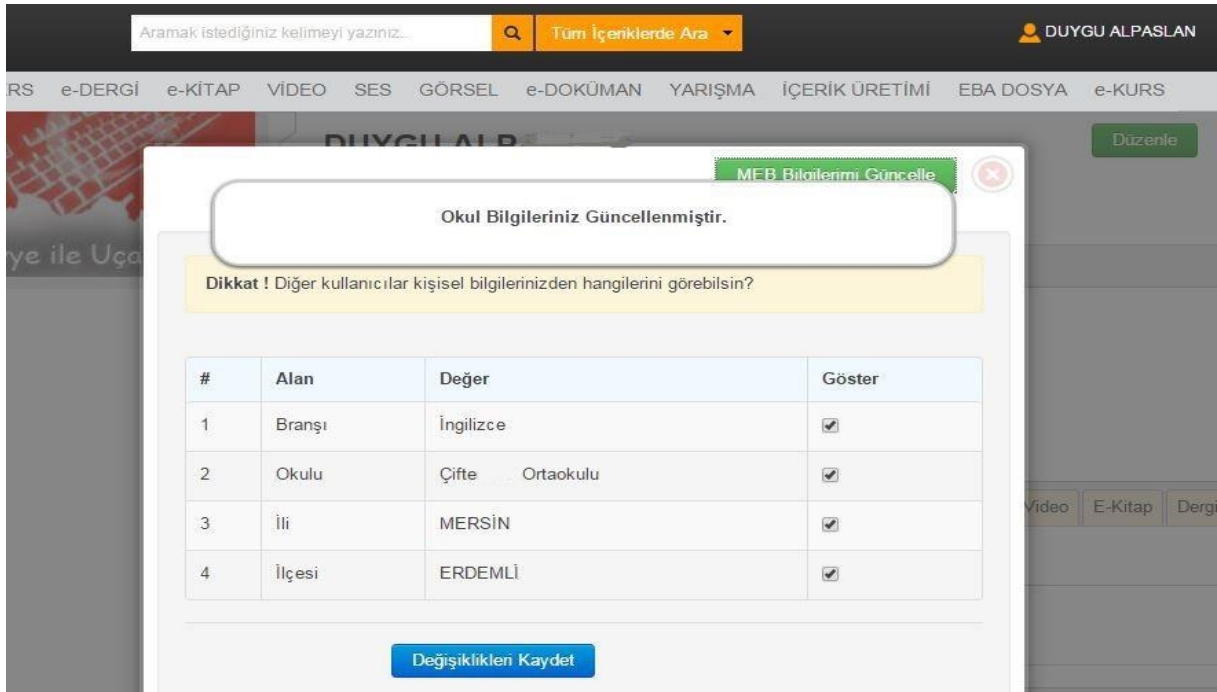 Aramak istediğiniz kelimeyi yazınız.. Tüm İçeriklerde Ara DUYGU ALPASLAN
RS e-DERGİ e-KİTAP VİDEO SES GÖRSEL e-DOKÜMAN YARIŞMA İÇERİK ÜRETİMİ EBA DOSYA e-KURS
DUYGU Düzenle
MEB Bilgilerimi Güncelle
Okul Bilgileriniz Güncellenmiştir.
ye ile Uça
Dikkat ! Diğer kullanıcılar kişisel bilgilerinizden hangilerini görebilsin?
# Alan Değer Göster
1 Branşı İngilizce
2 Okulu Çifte Ortaokulu
3 İli MERSİN
4 İlçesi ERDEMLİ
Video E-Kitap Dergi
Değişiklikleri Kaydet